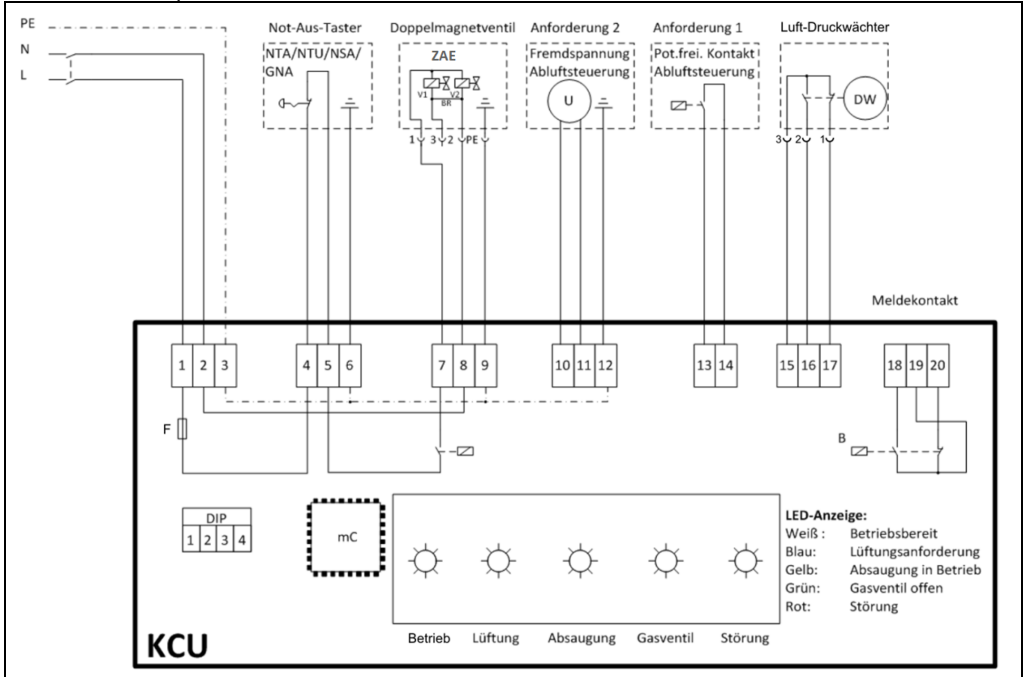 PE
N
L
Not-Aus-Taster
NTA/NTU/NSA/
GNA
Doppelmagnetventil
ZAE
V1
V2
BR
1 3 2 PE
Anforderung 2
Fremdspannung
Abluftsteuerung
U
Anforderung 1
Pot.frei. Kontakt
Abluftsteuerung
Luft-Druckwächter
DW
3 2 1
Meldekontakt
1 2 3 4 5 6 7 8 9 10 11 12 13 14 15 16 17 18 19 20
F
B
DIP
1 2 3 4
mC
LED-Anzeige:
Weiß : Betriebsbereit
Blau: Lüftungsanforderung
Gelb: Absaugung in Betrieb
Grün: Gasventil offen
Rot: Störung
Betrieb Lüftung Absaugung Gasventil Störung
KCU